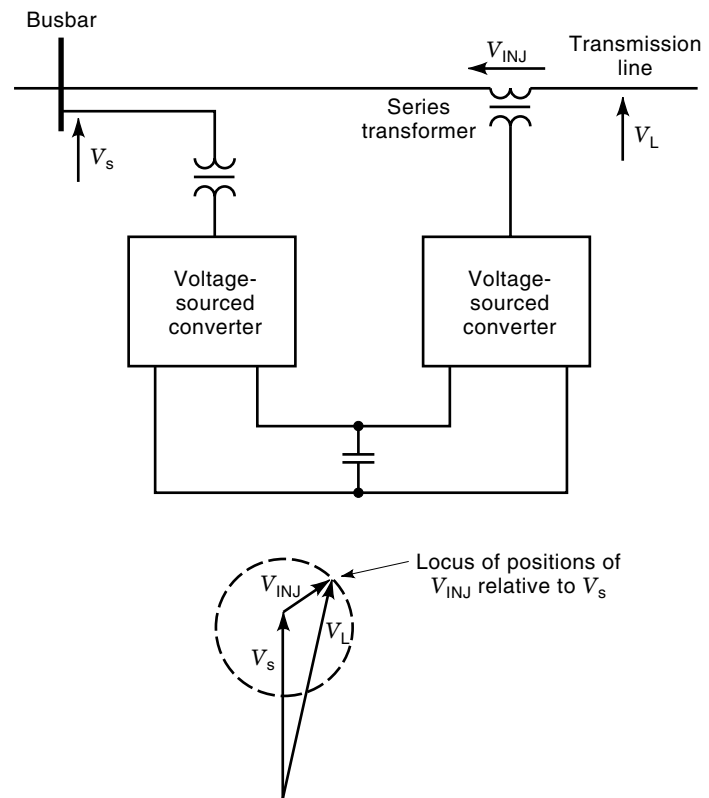 Busbar
V_INJ
Transmission
line
Series
transformer
V_s
V_L
Voltage-
sourced
converter
Voltage-
sourced
converter
Locus of positions of
V_INJ relative to V_s
V_INJ
V_L
V_s